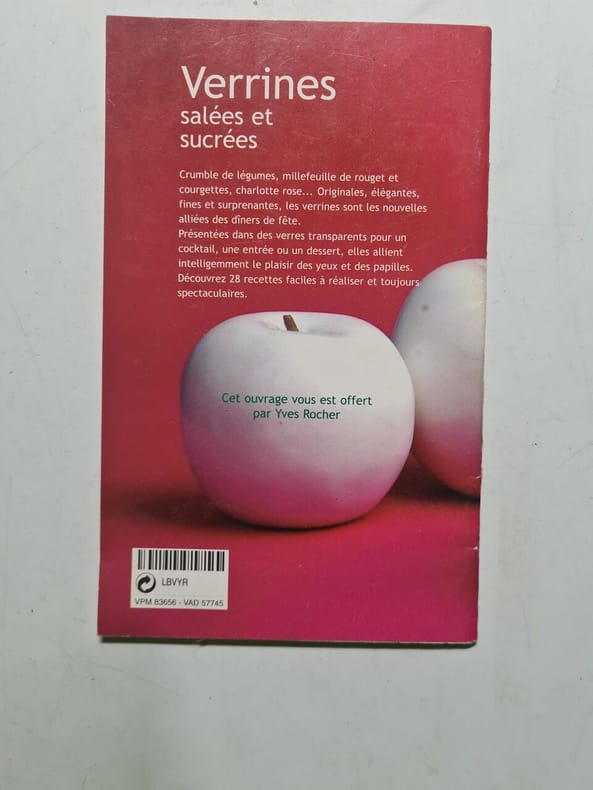 Verrines
salées et
sucrées
Crumble de légumes, millefeuille de rouget et
courgettes, charlotte rose... Originales, élégantes,
fines et surprenantes, les verrines sont les nouvelles
alliées des dîners de fête.
Présentées dans des verres transparents pour un
cocktail, une entrée ou un dessert, elles allient
intelligemment le plaisir des yeux et des papilles.
Découvrez 28 recettes faciles à réaliser et toujours
spectaculaires.
Cet ouvrage vous est offert
par Yves Rocher
LBVYR
VPM 83656 - VAD 57745